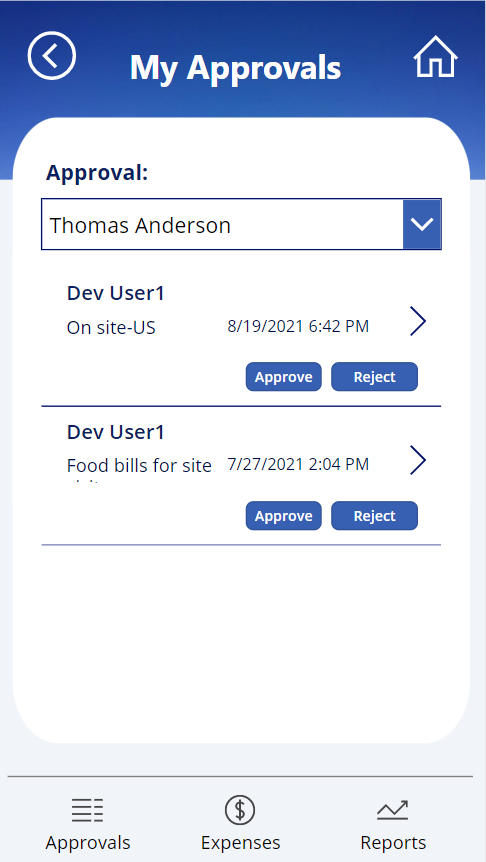 My Approvals
Approval:
Thomas Anderson
Dev User1
On site-US 8/19/2021 6:42 PM
Approve Reject
Dev User1
Food bills for site 7/27/2021 2:04 PM
Approve Reject
Approvals Expenses Reports